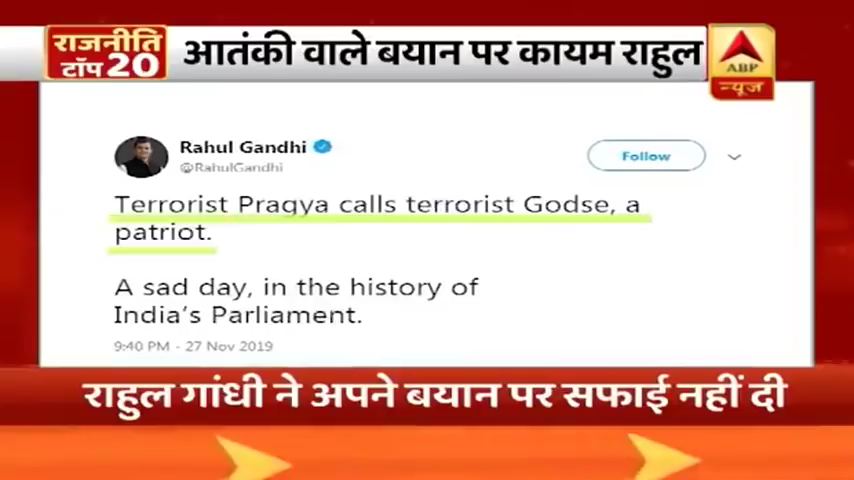 राजनीति
टॉप 20
आतंकी वाले बयान पर कायम राहुल
ABP
न्यूज़
Rahul Gandhi
@RahulGandhi
Follow
Terrorist Pragya calls terrorist Godse, a
patriot.
A sad day, in the history of
India's Parliament.
9:40 PM - 27 Nov 2019
राहुल गांधी ने अपने बयान पर सफाई नहीं दी